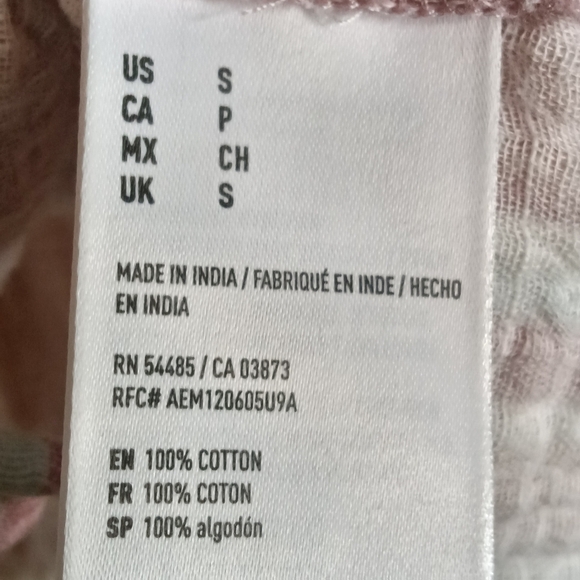 US S
CA P
MX CH
UK S
MADE IN INDIA / FABRIQUÉ EN INDE / HECHO
EN INDIA
RN 54485 / CA 03873
RFC# AEM120605U9A
EN 100% COTTON
FR 100% COTON
SP 100% algodón